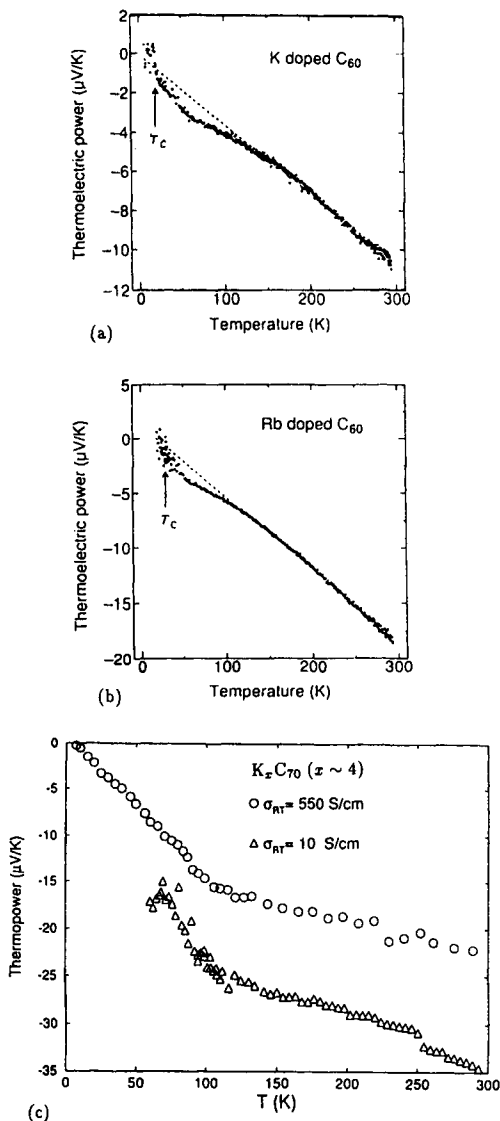 2
0
−2
−4
−6
−8
−10
−12
0
100
200
300
Thermoelectric power (μV/K)
K doped C60
Tc
Temperature (K)
(a)
5
0
−5
−10
−15
−20
0
100
200
300
Thermoelectric power (μV/K)
Rb doped C60
Tc
Temperature (K)
(b)
0
-5
-10
-15
-20
-25
-30
-35
0
50
100
150
200
250
300
Thermopower (μV/K)
KxC70 (x ∼ 4)
σRT= 550 S/cm
σRT= 10 S/cm
T (K)
(c)